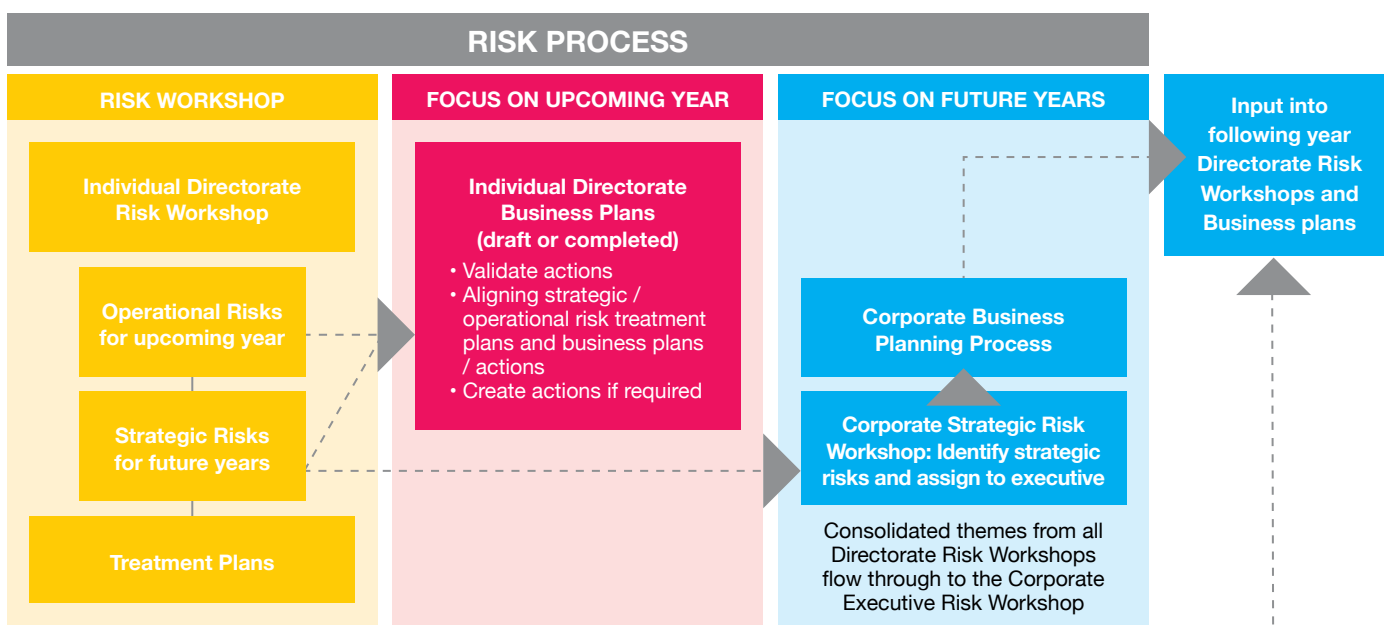 RISK PROCESS
RISK WORKSHOP
Individual Directorate
Risk Workshop
Operational Risks
for upcoming year
Strategic Risks
for future years
Treatment Plans
FOCUS ON UPCOMING YEAR
Individual Directorate
Business Plans
(draft or completed)
• Validate actions
• Aligning strategic /
operational risk treatment
plans and business plans
/ actions
• Create actions if required
FOCUS ON FUTURE YEARS
Corporate Business
Planning Process
Corporate Strategic Risk
Workshop: Identify strategic
risks and assign to executive
Consolidated themes from all
Directorate Risk Workshops
flow through to the Corporate
Executive Risk Workshop
Input into
following year
Directorate Risk
Workshops and
Business plans